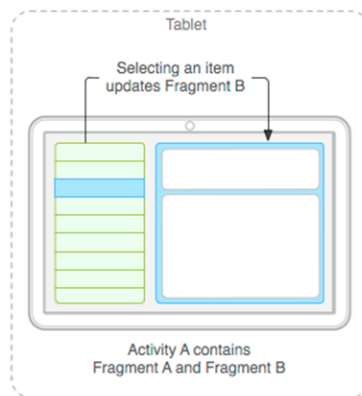 Tablet
Selecting an item
updates Fragment B
Activity A contains
Fragment A and Fragment B